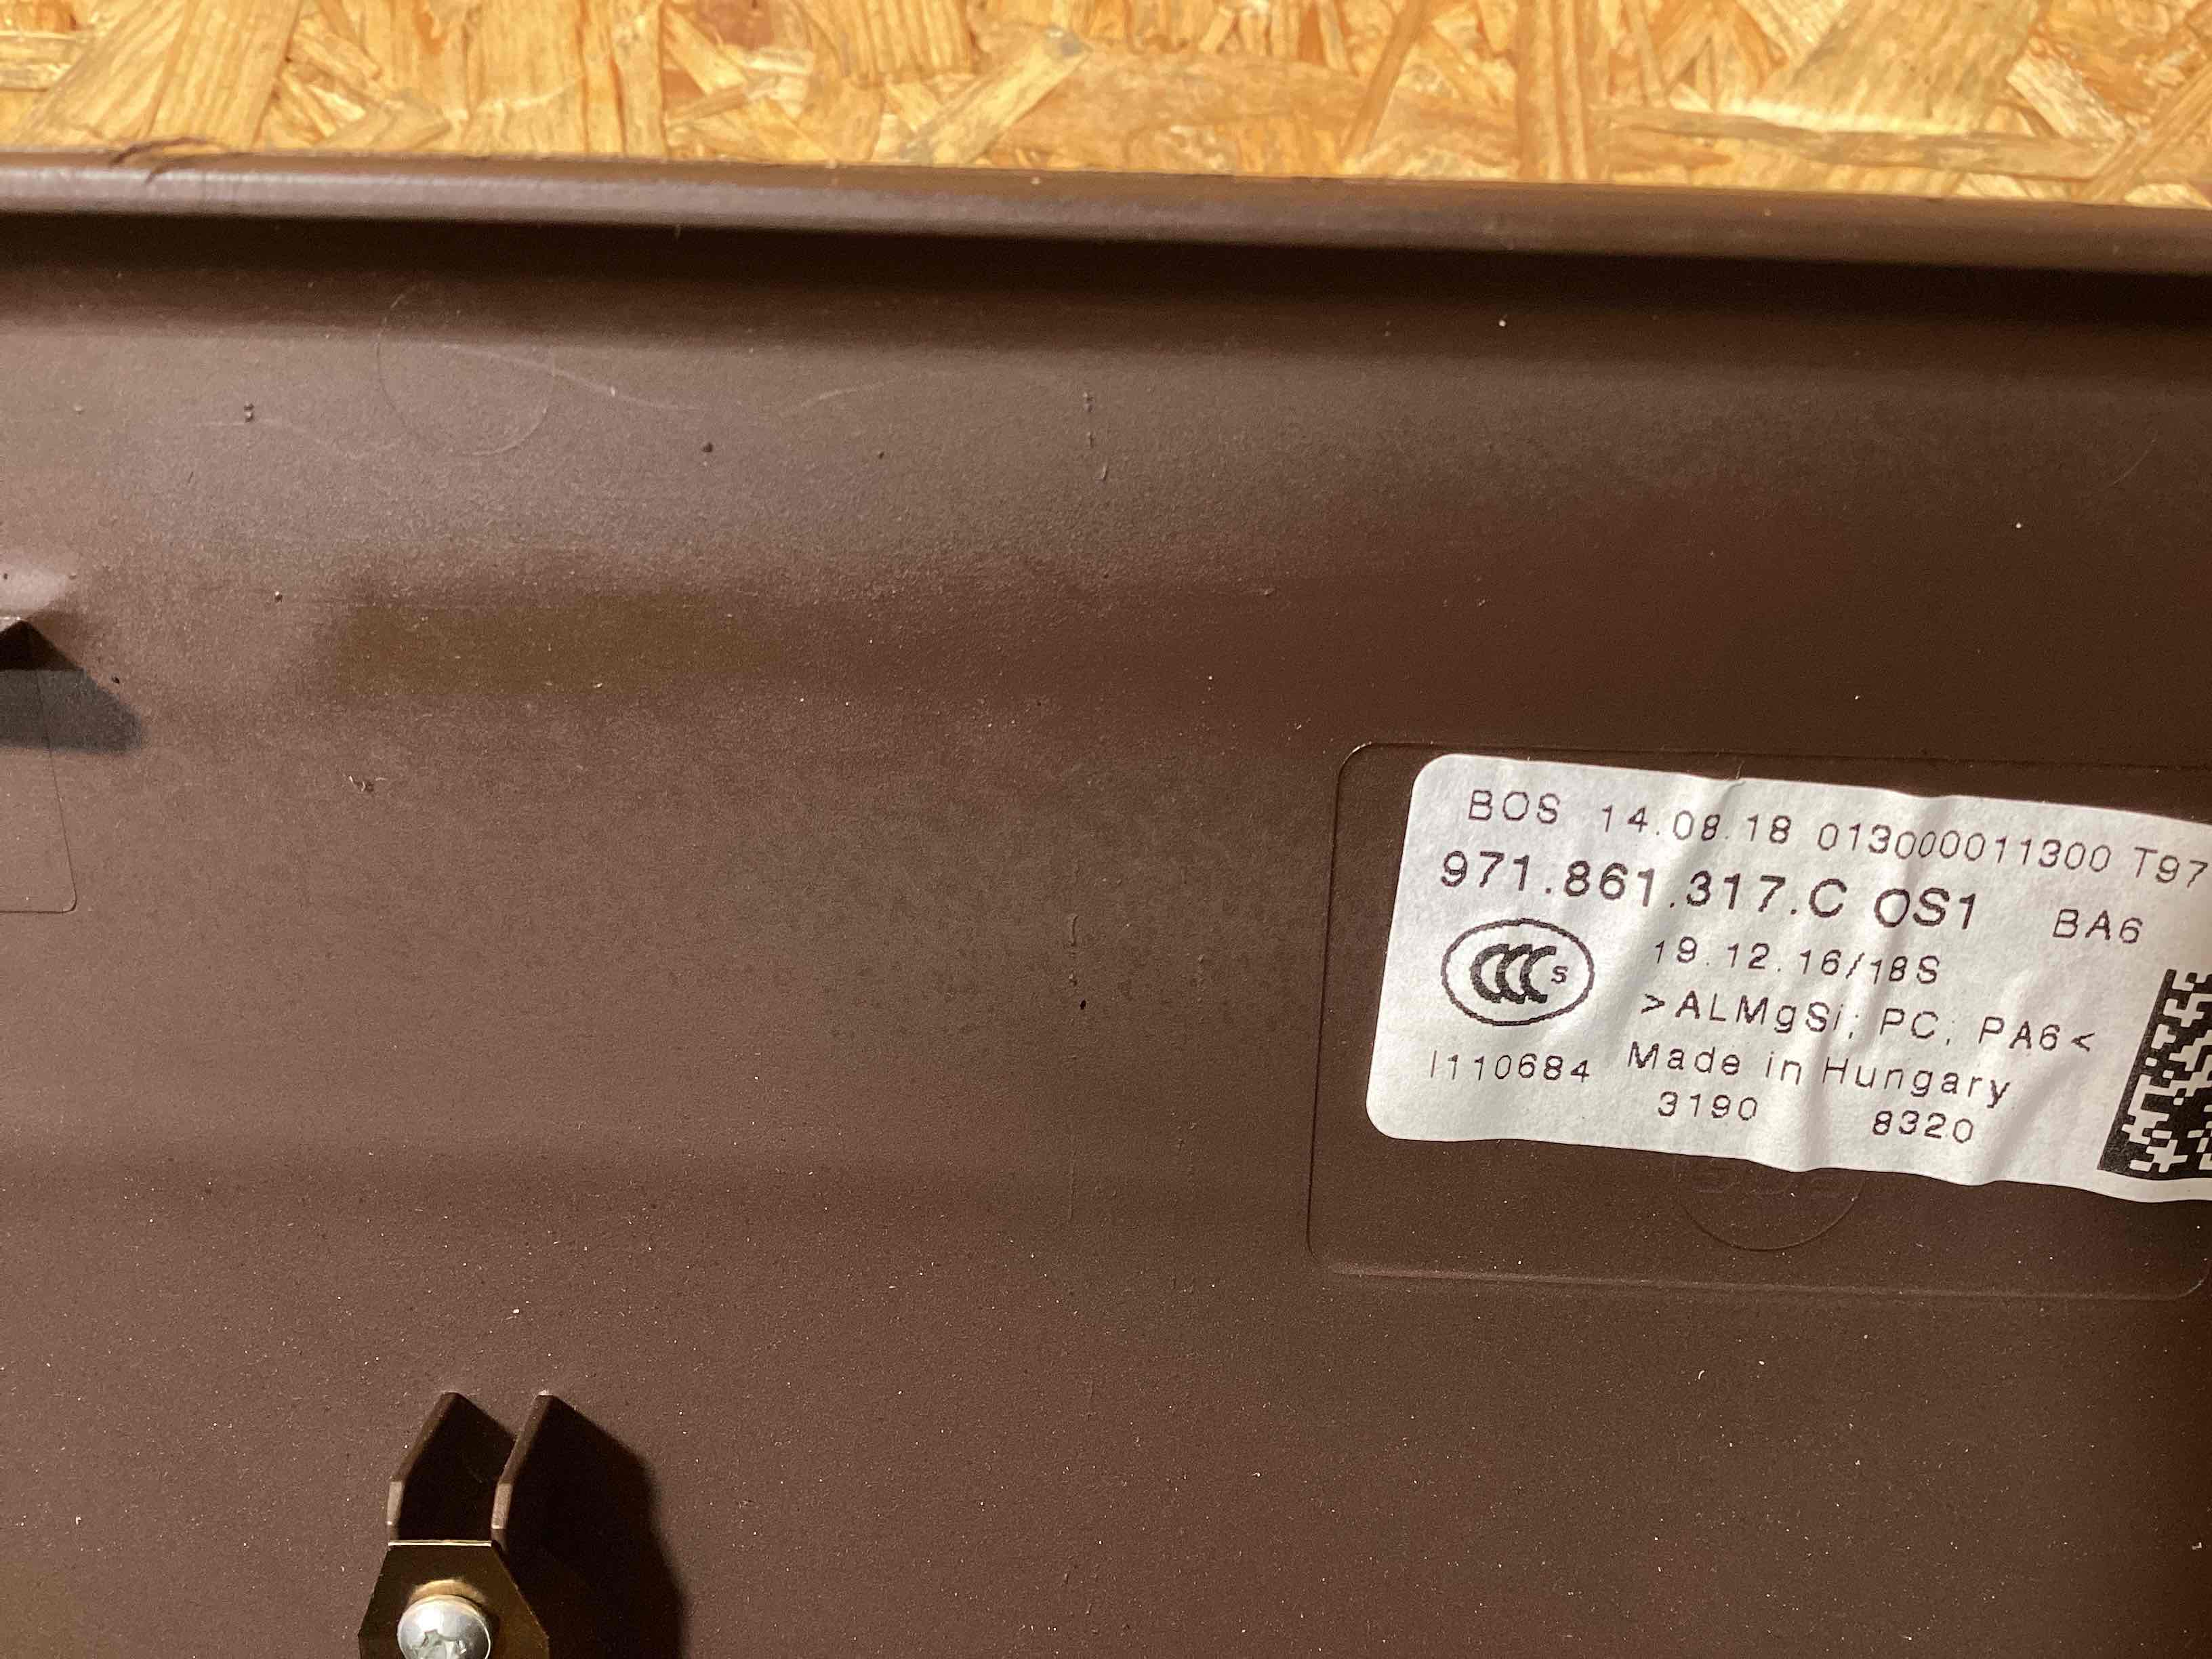 BOS 14.08.18 013000011300 T97
971.861.317.C OS1 BA6
19.12.16/18S
CCC S
>ALMgSi; PC; PA6<
I110684 Made in Hungary
3190 8320